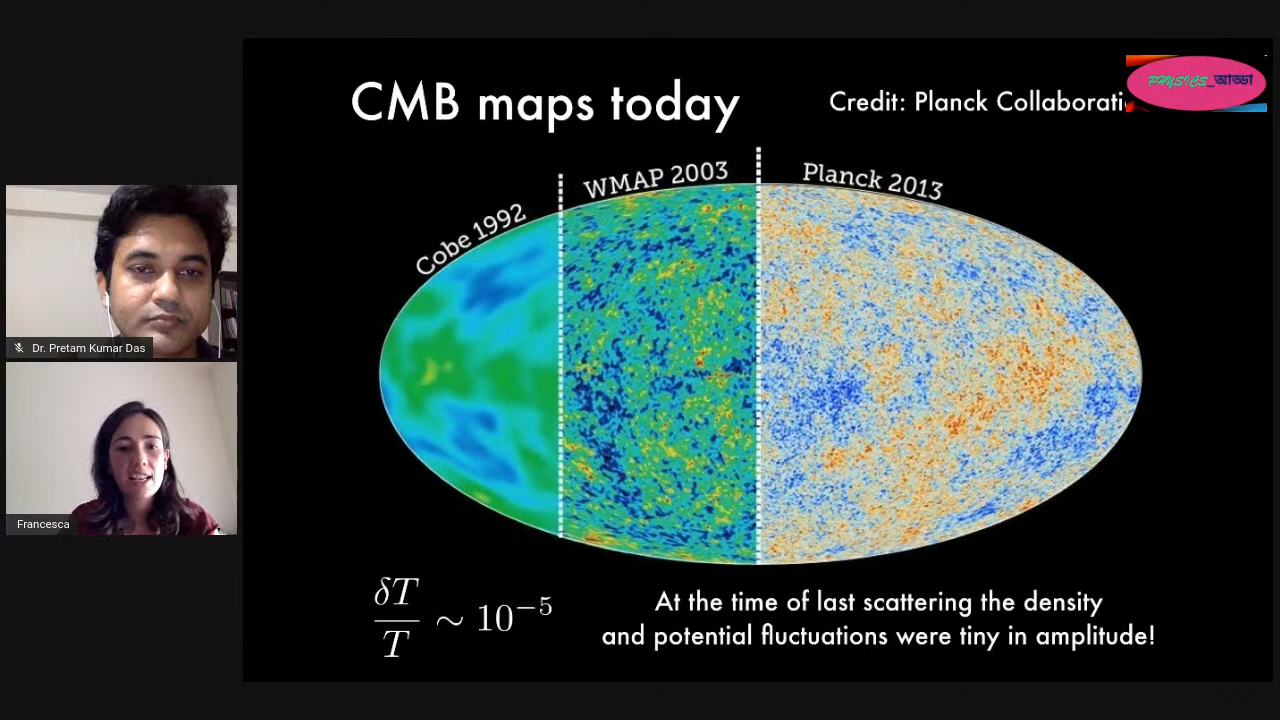 CMB maps today
Credit: Planck Collaborati
PHYSICS_আড্ডা
Cobe 1992
WMAP 2003
Planck 2013
Dr. Pretam Kumar Das
Francesca
δT/T ~ 10⁻⁵
At the time of last scattering the density
and potential fluctuations were tiny in amplitude!